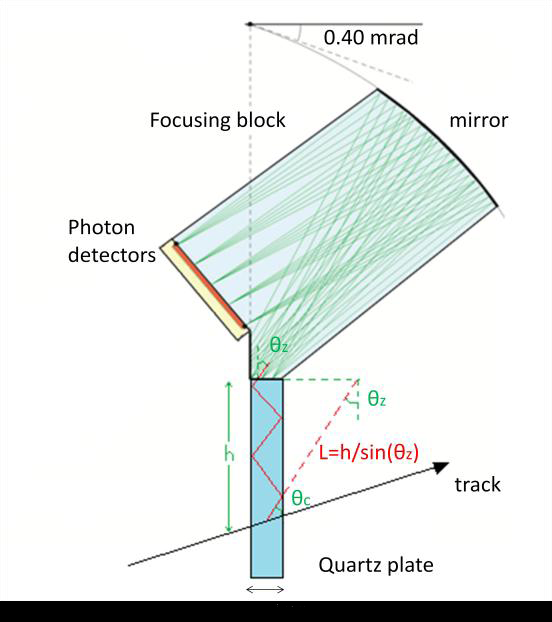 0.40 mrad
Focusing block
mirror
Photon
detectors
θz
θz
h
L=h/sin(θz)
θc
track
Quartz plate